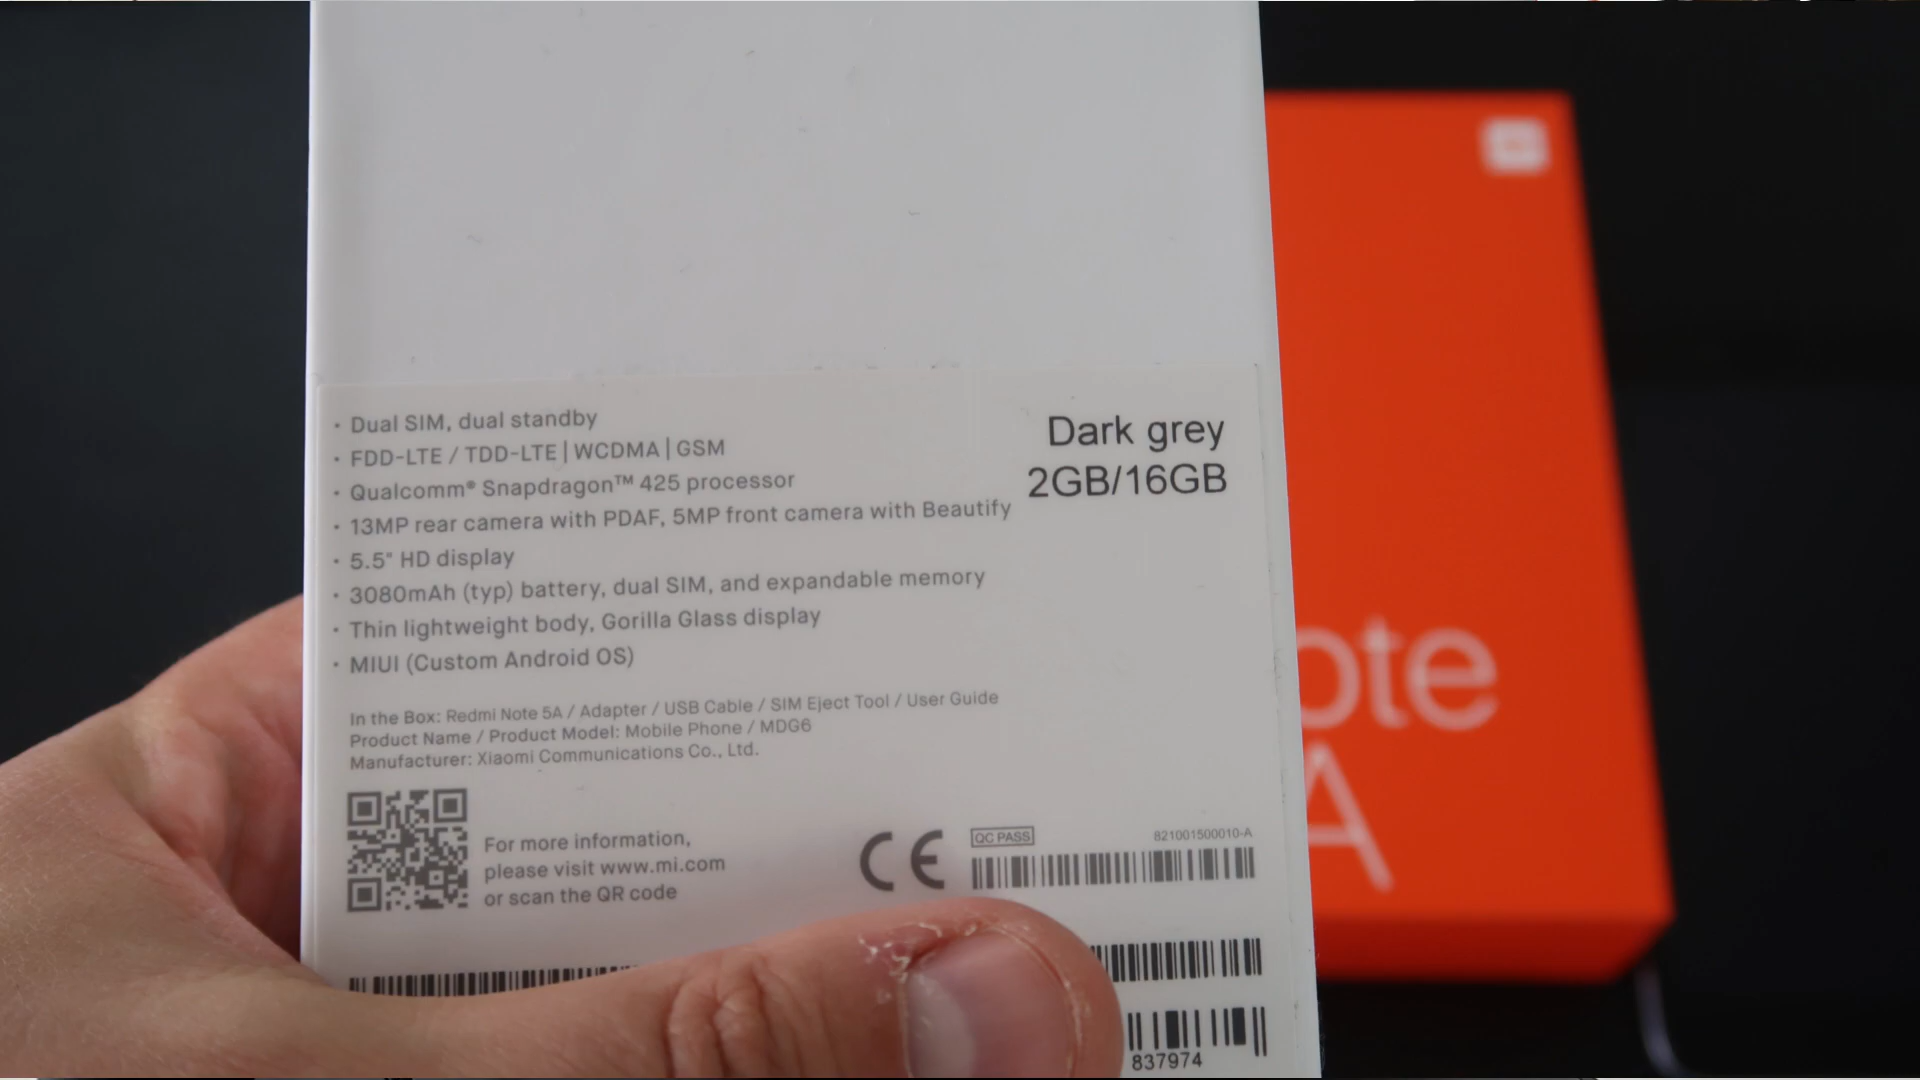 • Dual SIM, dual standby
• FDD-LTE / TDD-LTE | WCDMA | GSM
• Qualcomm® Snapdragon™ 425 processor
• 13MP rear camera with PDAF, 5MP front camera with Beautify
• 5.5" HD display
• 3080mAh (typ) battery, dual SIM, and expandable memory
• Thin lightweight body, Gorilla Glass display
• MIUI (Custom Android OS)
Dark grey
2GB/16GB
In the Box: Redmi Note 5A / Adapter / USB Cable / SIM Eject Tool / User Guide
Product Name / Product Model: Mobile Phone / MDG6
Manufacturer: Xiaomi Communications Co., Ltd.
For more information,
please visit www.mi.com
or scan the QR code
CE
QC PASS
821001500010-A
837974
ote
A